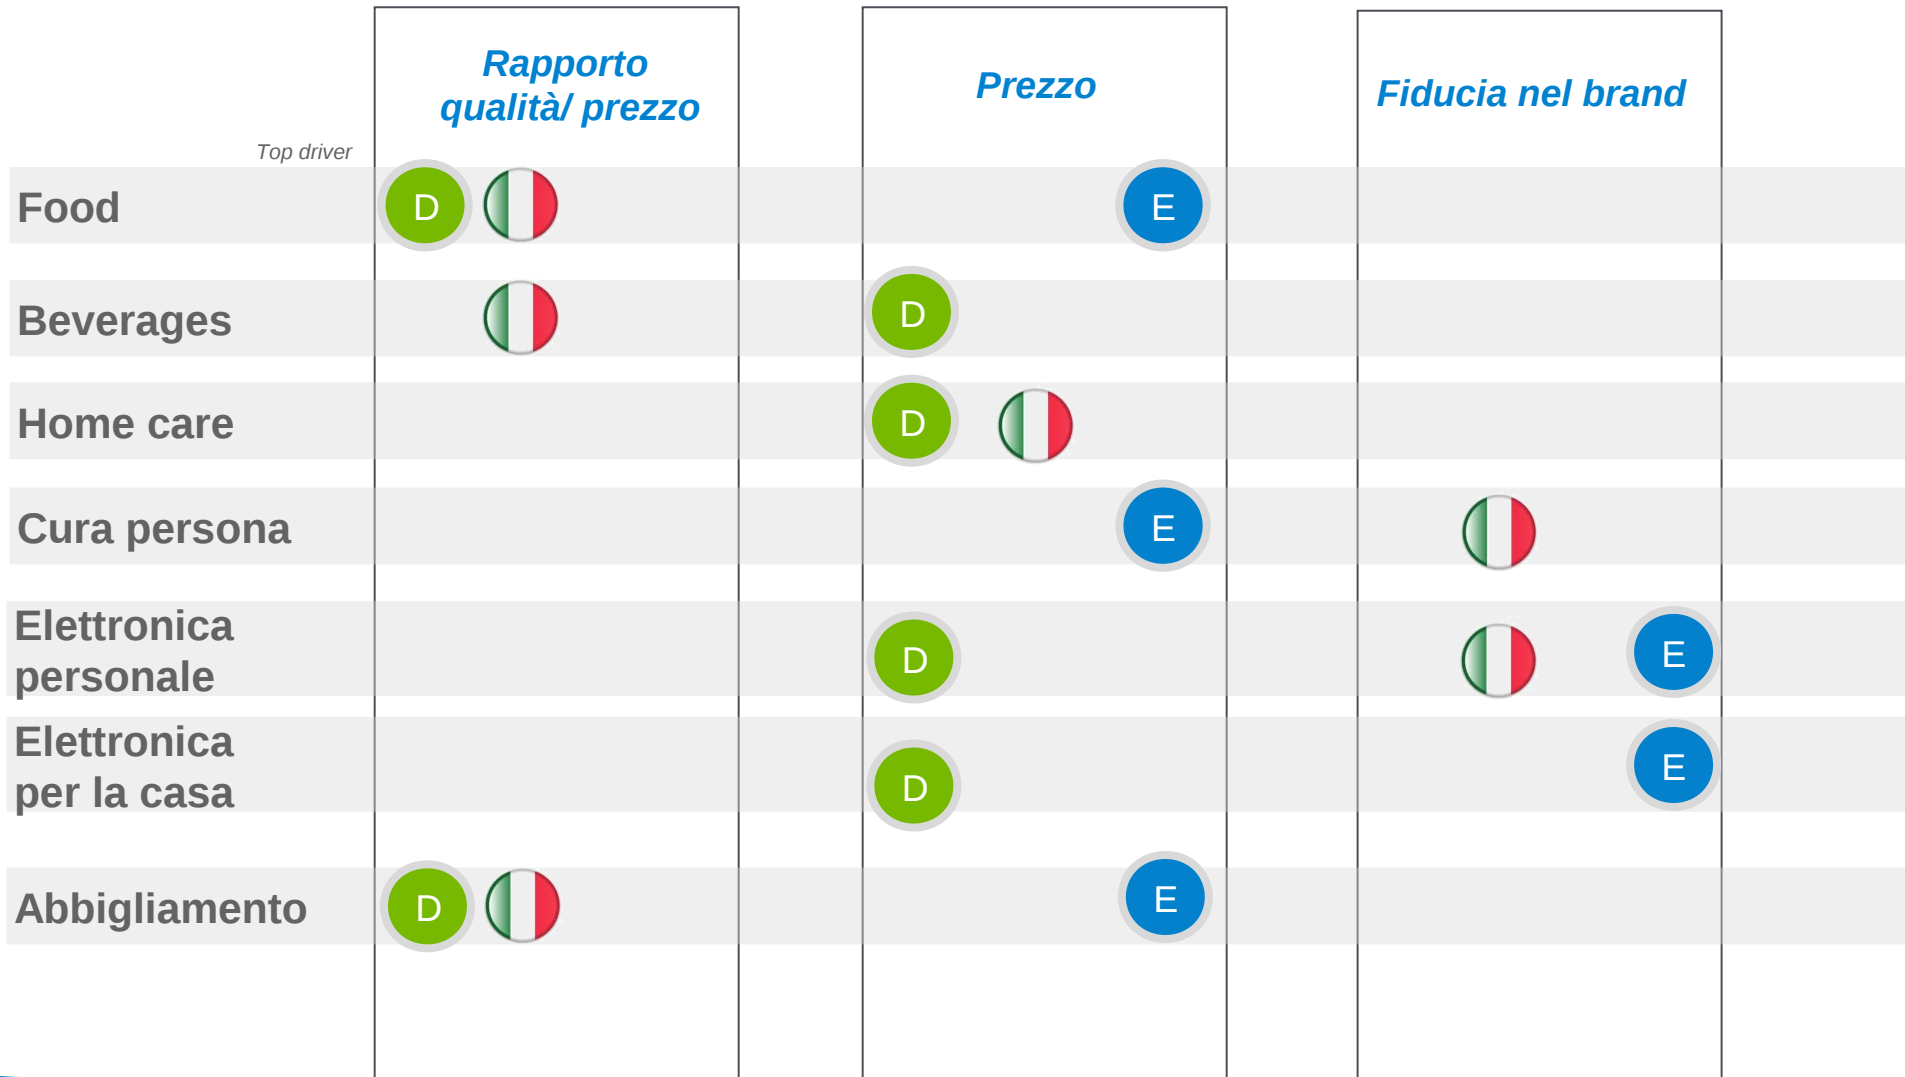 Rapporto
qualità/ prezzo
Prezzo
Fiducia nel brand
Top driver
Food
D
E
Beverages
D
Home care
D
Cura persona
E
Elettronica
personale
D
E
Elettronica
per la casa
D
E
Abbigliamento
D
E